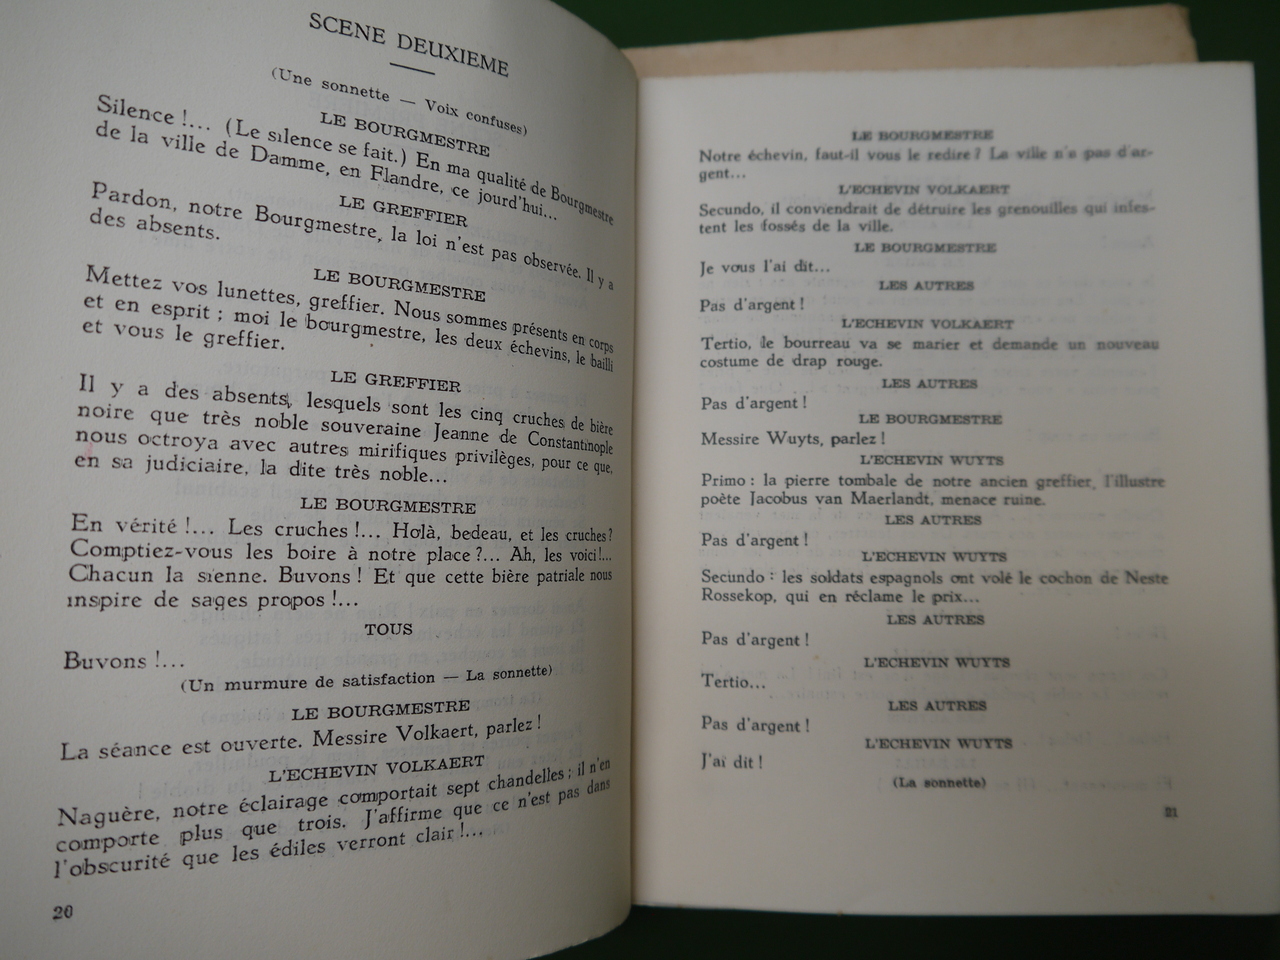 SCENE DEUXIEME
(Une sonnette — Voix confuses)
LE BOURGMESTRE
Silence !... (Le silence se fait.) En ma qualité de Bourgmestre
de la ville de Damme, en Flandre, ce jourd'hui...
LE GREFFIER
Pardon, notre Bourgmestre, la loi n'est pas observée. Il y a
des absents.
LE BOURGMESTRE
Mettez vos lunettes, greffier. Nous sommes présents en corps
et en esprit ; moi le bourgmestre, les deux échevins, le bailli
et vous le greffier.
LE GREFFIER
Il y a des absents, lesquels sont les cinq cruches de bière
noire que très noble souveraine Jeanne de Constantinople
nous octroya avec autres mirifiques privilèges, pour ce que,
en sa judiciaire, la dite très noble...
LE BOURGMESTRE
En vérité !... Les cruches !... Holà, bedeau, et les cruches ?
Comptiez-vous les boire à notre place ?... Ah, les voici !...
Chacun la sienne. Buvons ! Et que cette bière patriale nous
inspire de sages propos !...
TOUS
Buvons !...
(Un murmure de satisfaction — La sonnette)
LE BOURGMESTRE
La séance est ouverte. Messire Volkaert, parlez !
L'ECHEVIN VOLKAERT
Naguère, notre éclairage comportait sept chandelles ; il n'en
comporte plus que trois. J'affirme que ce n'est pas dans
l'obscurité que les édiles verront clair !...
20
LE BOURGMESTRE
Notre échevin, faut-il vous le redire ? La ville n'a pas d'ar-
gent...
L'ECHEVIN VOLKAERT
Secundo, il conviendrait de détruire les grenouilles qui infes-
tent les fossés de la ville.
LE BOURGMESTRE
Je vous l'ai dit...
LES AUTRES
Pas d'argent !
L'ECHEVIN VOLKAERT
Tertio, le bourreau va se marier et demande un nouveau
costume de drap rouge.
LES AUTRES
Pas d'argent !
LE BOURGMESTRE
Messire Wuyts, parlez !
L'ECHEVIN WUYTS
Primo : la pierre tombale de notre ancien greffier, l'illustre
poète Jacobus van Maerlandt, menace ruine.
LES AUTRES
Pas d'argent !
L'ECHEVIN WUYTS
Secundo : les soldats espagnols ont volé le cochon de Neste
Rossekop, qui en réclame le prix...
LES AUTRES
Pas d'argent !
L'ECHEVIN WUYTS
Tertio...
LES AUTRES
Pas d'argent !
L'ECHEVIN WUYTS
J'ai dit !
(La sonnette)
21